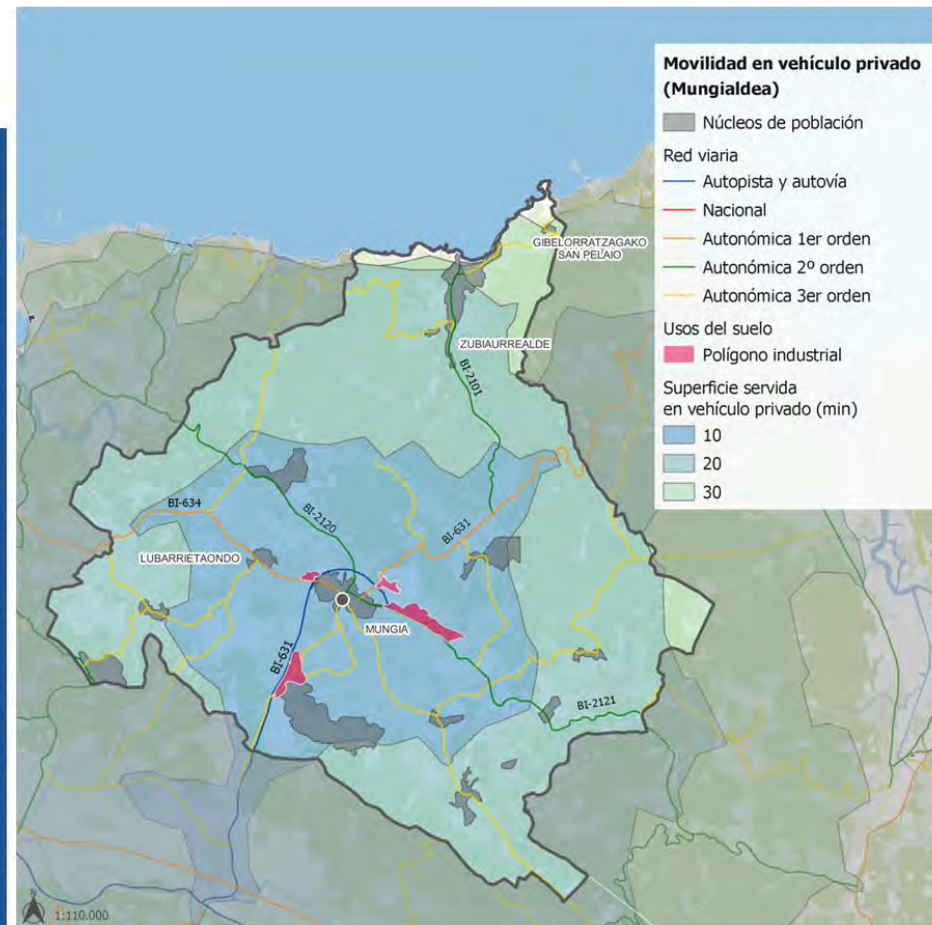 Movilidad en vehículo privado
(Mungialdea)
Núcleos de población
Red viaria
Autopista y autovía
Nacional
Autonómica 1er orden
Autonómica 2º orden
Autonómica 3er orden
Usos del suelo
Polígono industrial
Superficie servida
en vehículo privado (min)
10
20
30
GIBELORRATZAGAKO
SAN PELAIO
ZUBIAURREALDE
BI-2101
BI-634
BI-2120
BI-631
LUBARRIETAONDO
MUNGIA
BI-631
BI-2121
N
1:110.000